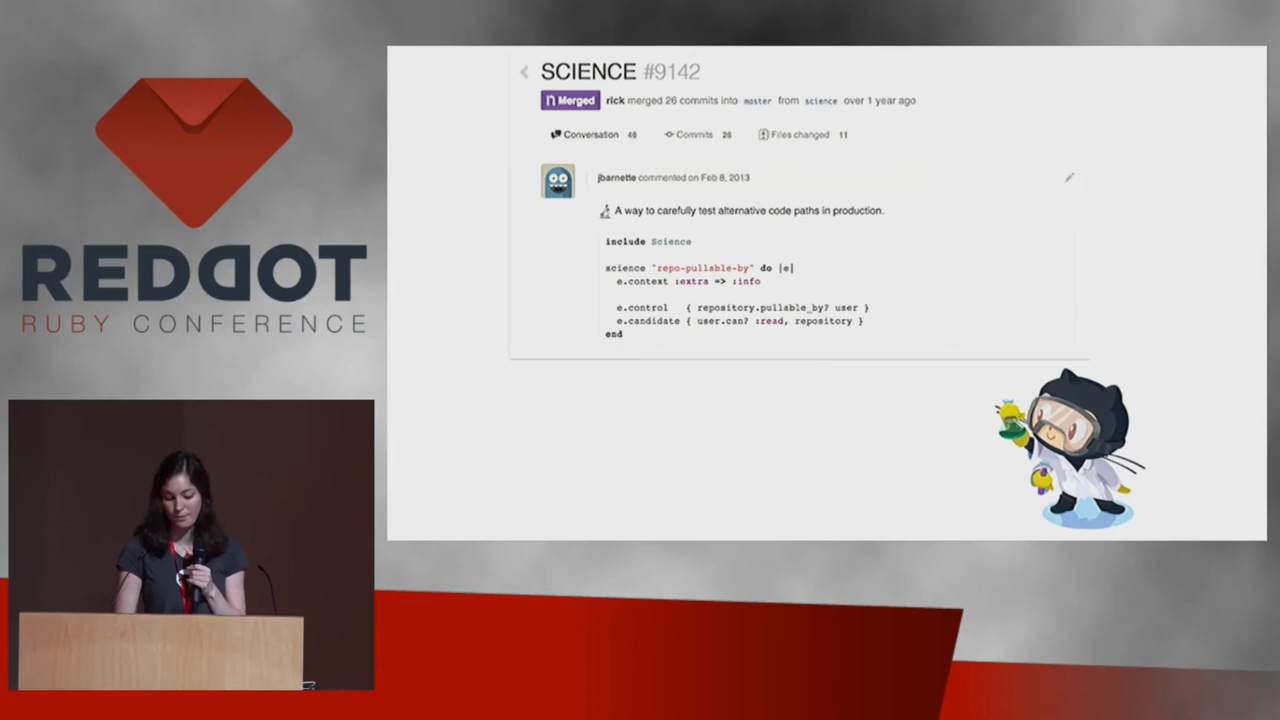 REDDOT
RUBY CONFERENCE
SCIENCE #9142
Merged rick merged 26 commits into master from science over 1 year ago
Conversation 46 Commits 26 Files changed 11
jbarnette commented on Feb 8, 2013
A way to carefully test alternative code paths in production.
include Science
science "repo-pullable-by" do |e|
e.context :extra => :info
e.control { repository.pullable_by? user }
e.candidate { user.can? :read, repository }
end